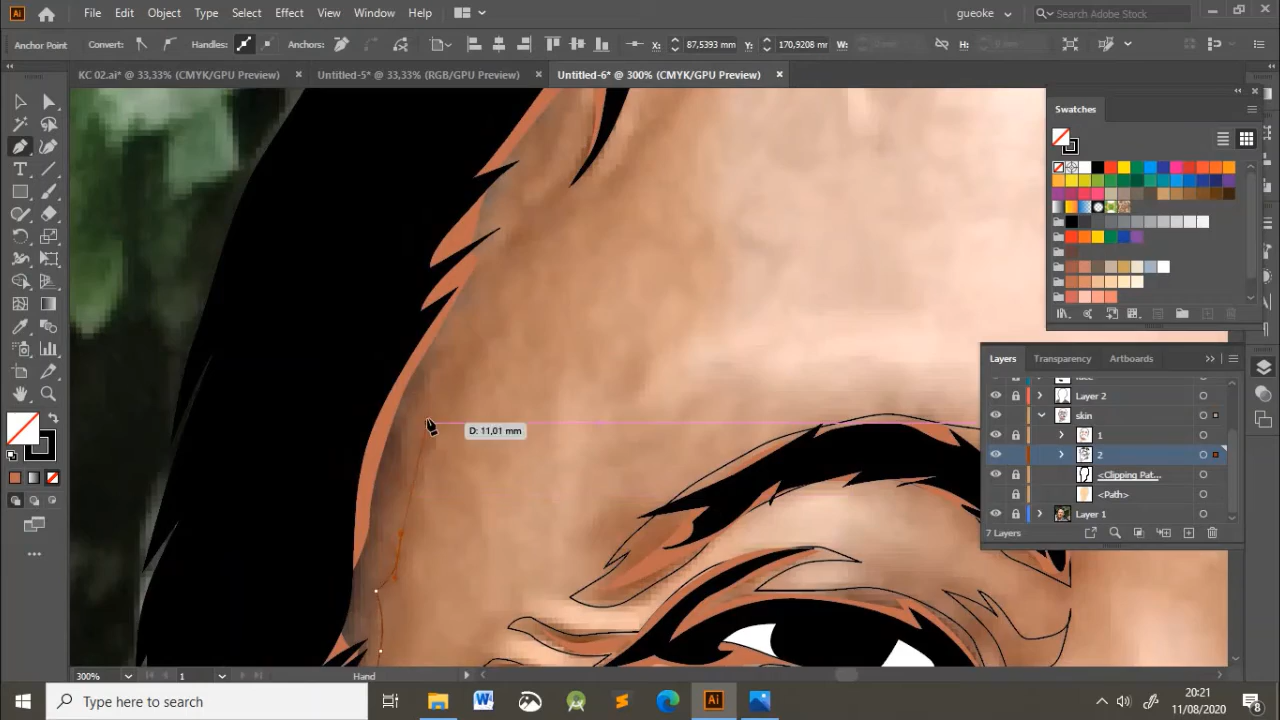 Ai File Edit Object Type Select Effect View Window Help gueoke Search Adobe Stock
Anchor Point Convert: Handles: Anchors: X: 87,5393 mm Y: 170,9208 mm W: H:
KC 02.ai* @ 33,33% (CMYK/GPU Preview) × Untitled-5* @ 33,33% (RGB/GPU Preview) × Untitled-6* @ 300% (CMYK/GPU Preview) ×
Swatches
D: 11,01 mm
Layers Transparency Artboards
Layer 2
skin
1
2
<Clipping Pat...
<Path>
Layer 1
7 Layers
300% 1 Hand
Type here to search
W Ai 20:21
11/08/2020 8